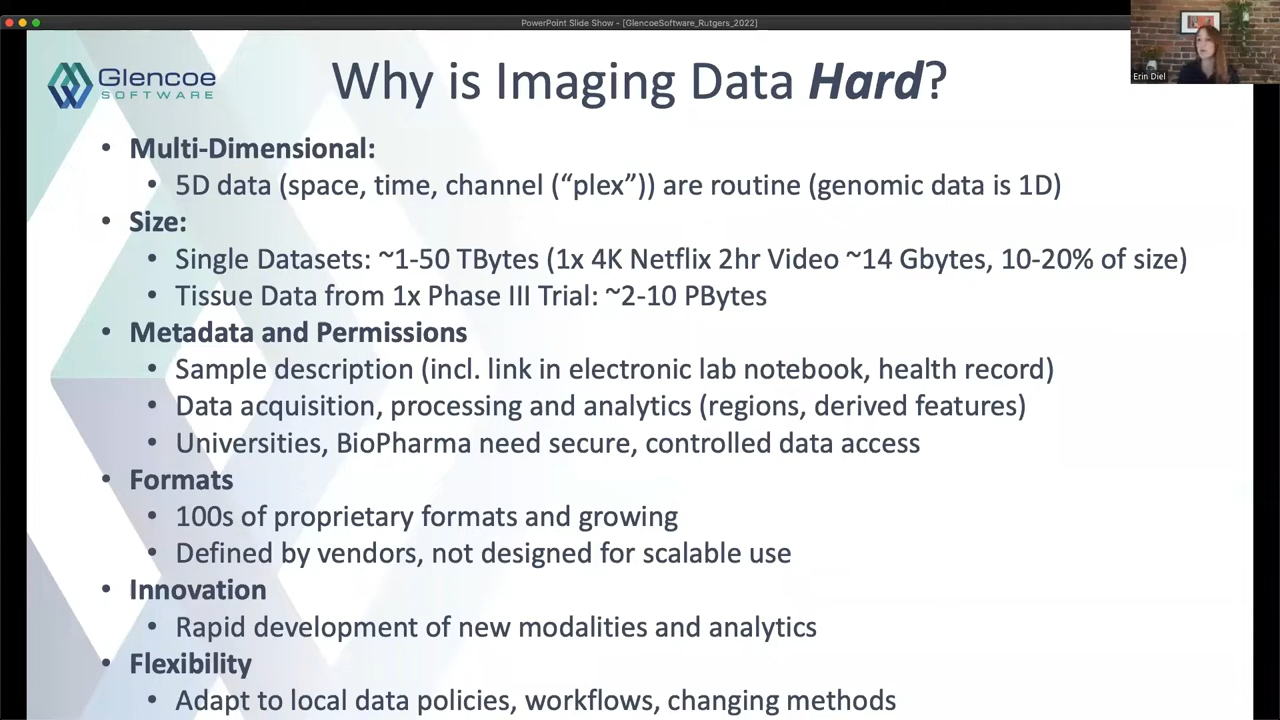 PowerPoint Slide Show - [GlencoeSoftware_Rutgers_2022]
Erin Diel
Glencoe
SOFTWARE
Why is Imaging Data Hard?
• Multi-Dimensional:
• 5D data (space, time, channel (“plex”)) are routine (genomic data is 1D)
• Size:
• Single Datasets: ~1-50 TBytes (1x 4K Netflix 2hr Video ~14 Gbytes, 10-20% of size)
• Tissue Data from 1x Phase III Trial: ~2-10 PBytes
• Metadata and Permissions
• Sample description (incl. link in electronic lab notebook, health record)
• Data acquisition, processing and analytics (regions, derived features)
• Universities, BioPharma need secure, controlled data access
• Formats
• 100s of proprietary formats and growing
• Defined by vendors, not designed for scalable use
• Innovation
• Rapid development of new modalities and analytics
• Flexibility
• Adapt to local data policies, workflows, changing methods